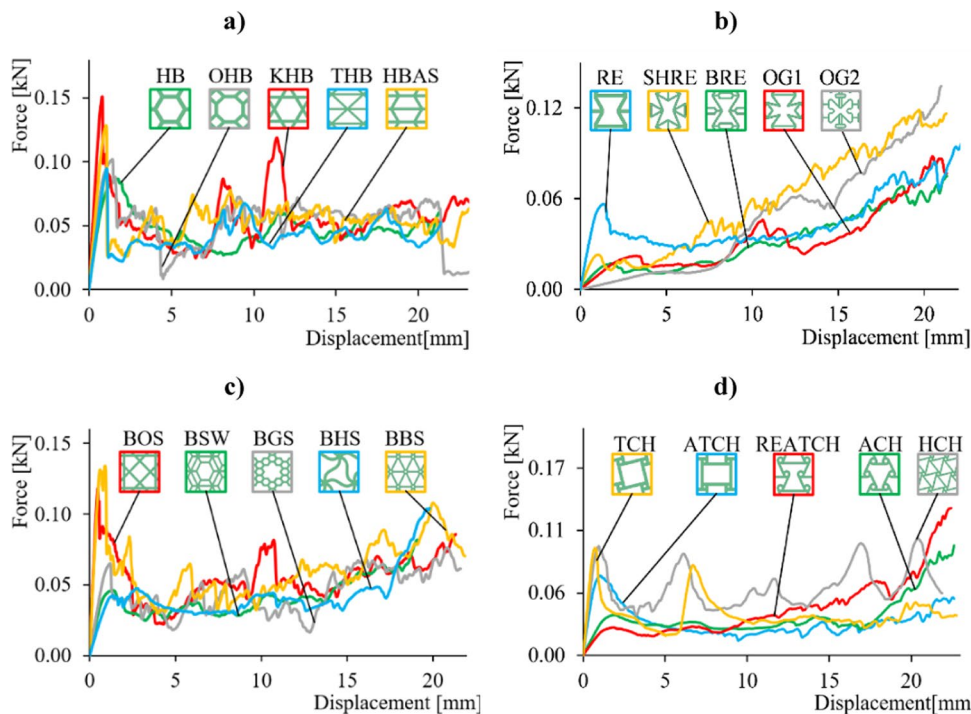 a)
Force [kN]
0.15
0.10
0.05
0.00
HB OHB KHB THB HBAS
0 5 10 15 20
Displacement[mm]
b)
Force [kN]
0.12
0.06
0.00
RE SHRE BRE OG1 OG2
0 5 10 15 20
Displacement [mm]
c)
Force [kN]
0.15
0.10
0.05
0.00
BOS BSW BGS BHS BBS
0 5 10 15 20
Displacement [mm]
d)
Force [kN]
0.17
0.11
0.06
0.00
TCH ATCH REATCH ACH HCH
0 5 10 15 20
Displacement [mm]